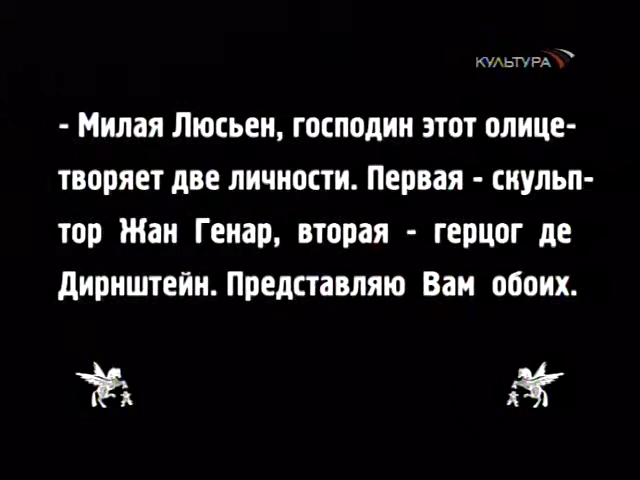 КУЛЬТУРА
- Милая Люсьен, господин этот олице-
творяет две личности. Первая - скульп-
тор Жан Генар, вторая - герцог де
Дирнштейн. Представляю Вам обоих.